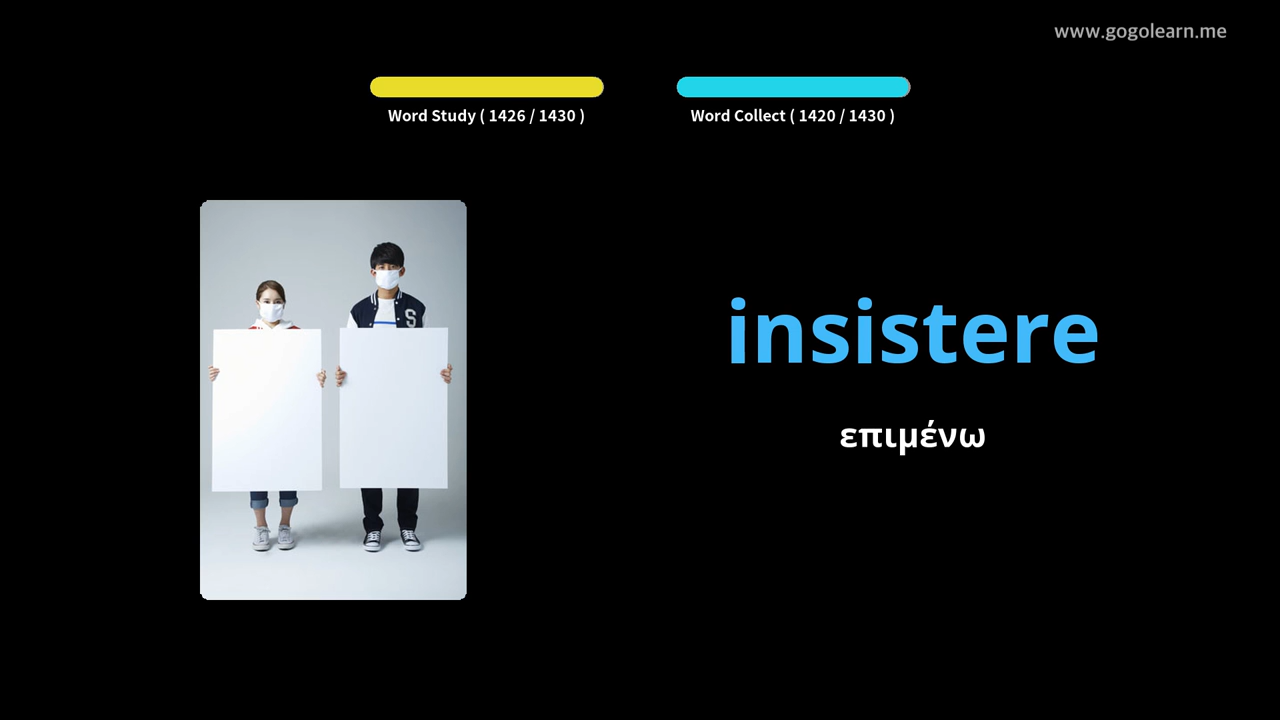 www.gogolearn.me
Word Study ( 1426 / 1430 )
Word Collect ( 1420 / 1430 )
S
insistere
επιμένω